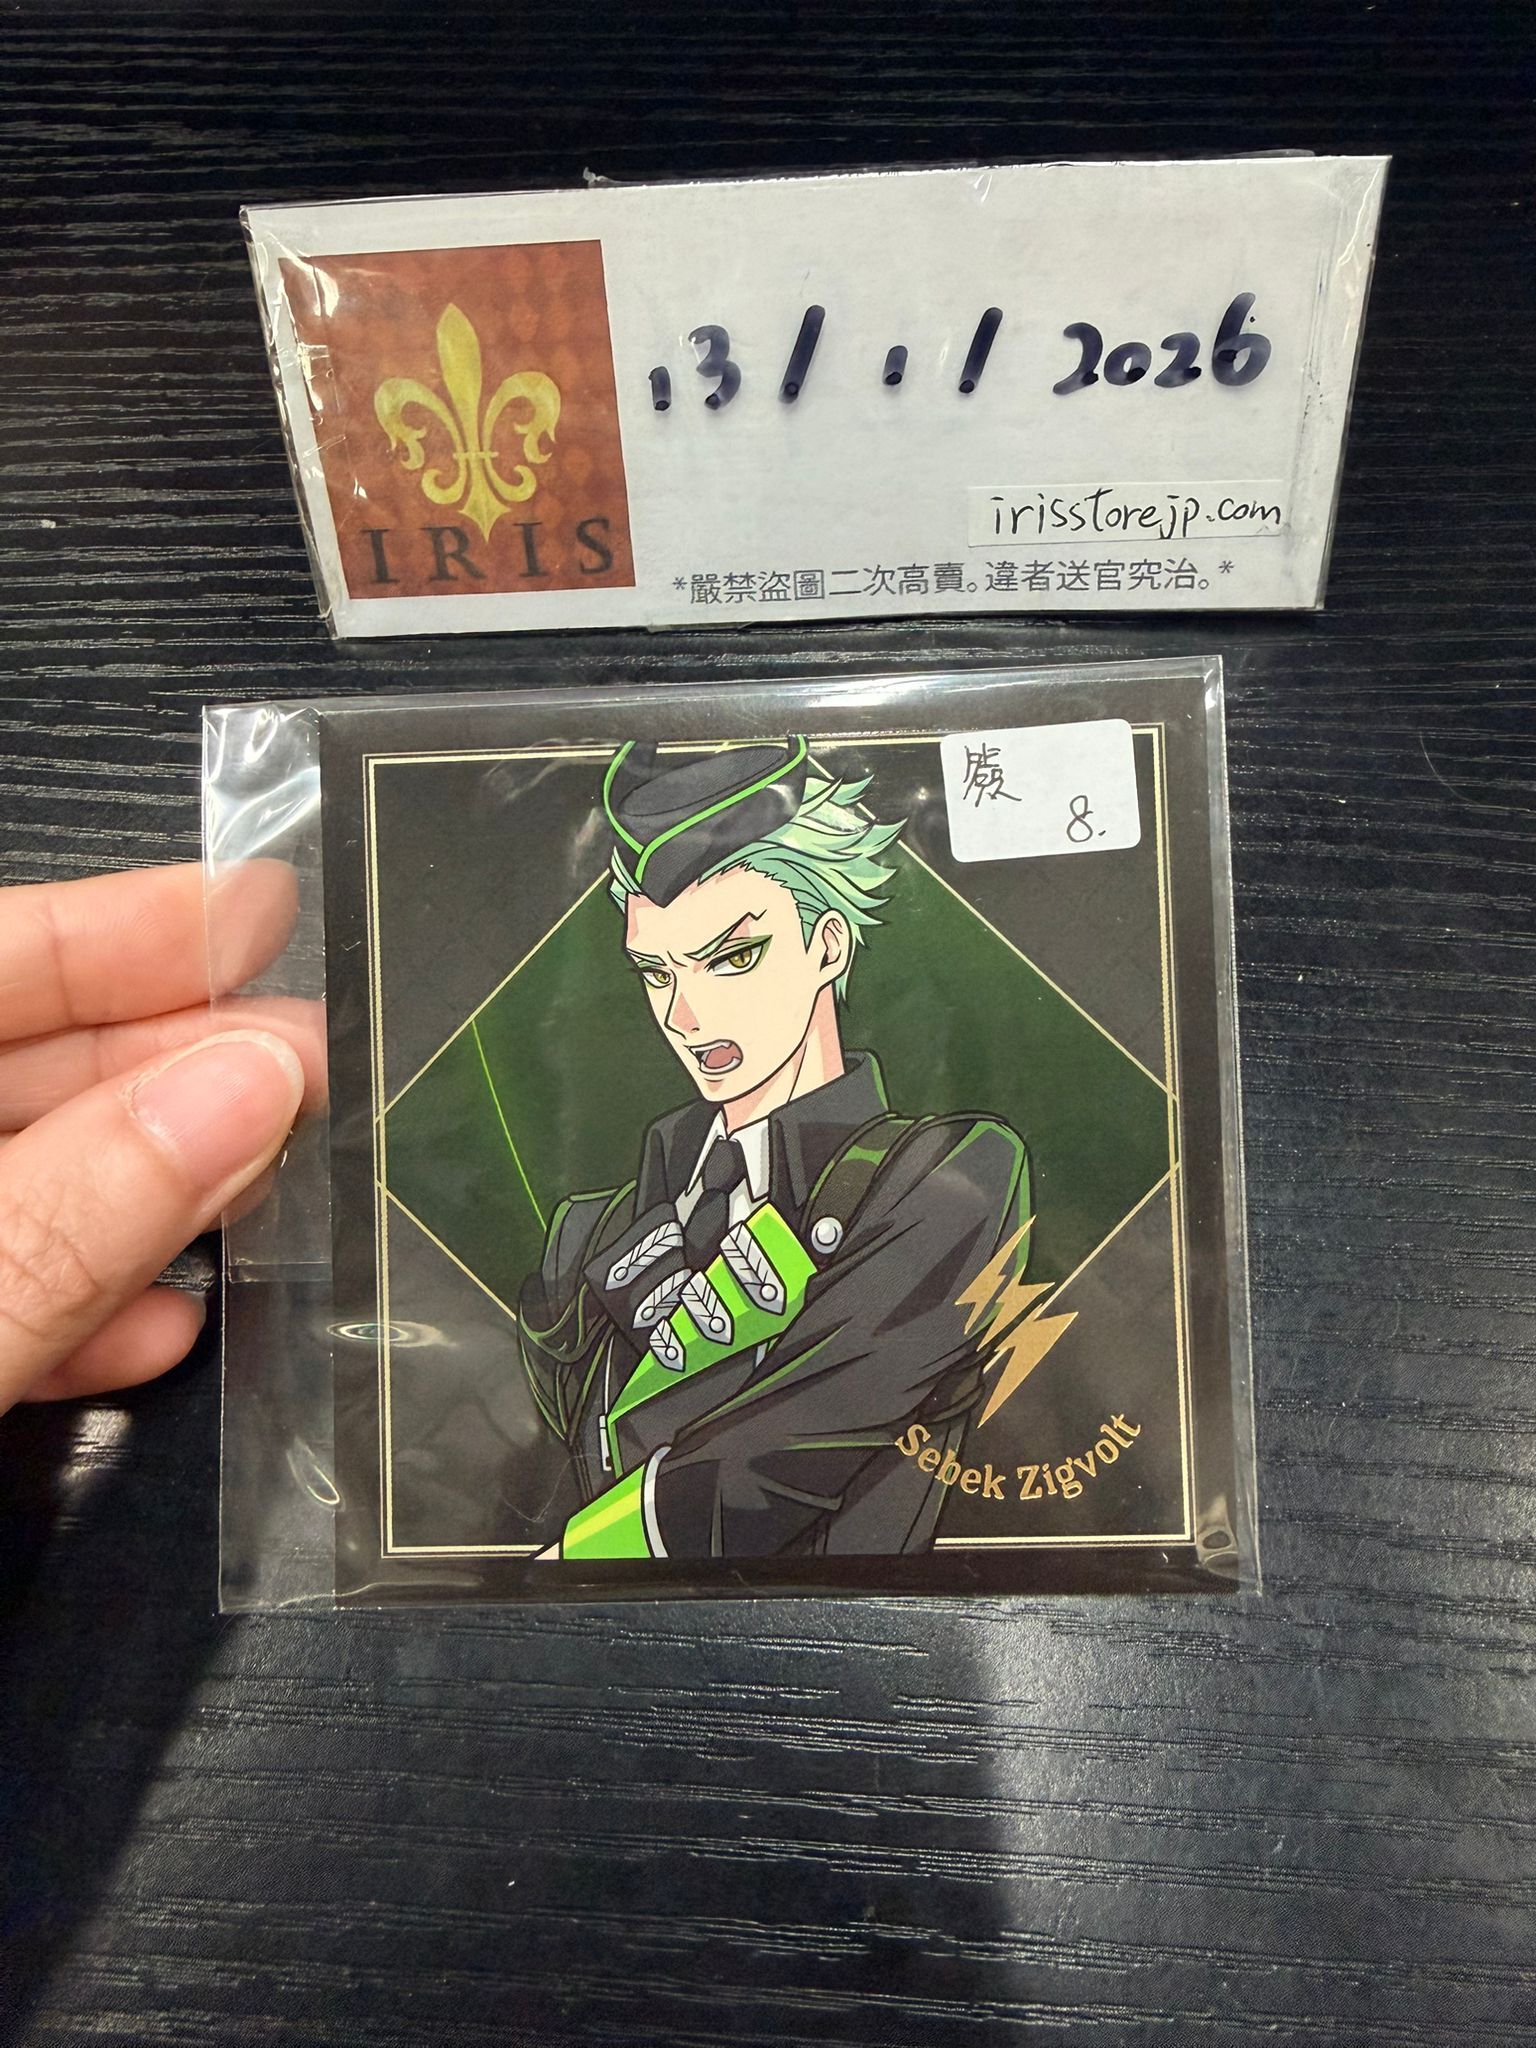 13 / 1 / 2026
IRIS
irisstorejp.com
*嚴禁盜圖二次高賣。違者送官究治。*
8.
Sebek Zigvolt